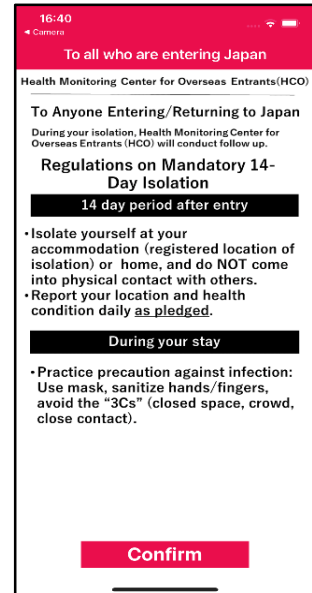 16:40
◀ Camera
To all who are entering Japan
Health Monitoring Center for Overseas Entrants(HCO)
To Anyone Entering/Returning to Japan
During your isolation, Health Monitoring Center for
Overseas Entrants (HCO) will conduct follow up.
Regulations on Mandatory 14-
Day Isolation
14 day period after entry
・Isolate yourself at your
accommodation (registered location of
isolation) or home, and do NOT come
into physical contact with others.
・Report your location and health
condition daily as pledged.
During your stay
・Practice precaution against infection:
Use mask, sanitize hands/fingers,
avoid the “3Cs” (closed space, crowd,
close contact).
Confirm